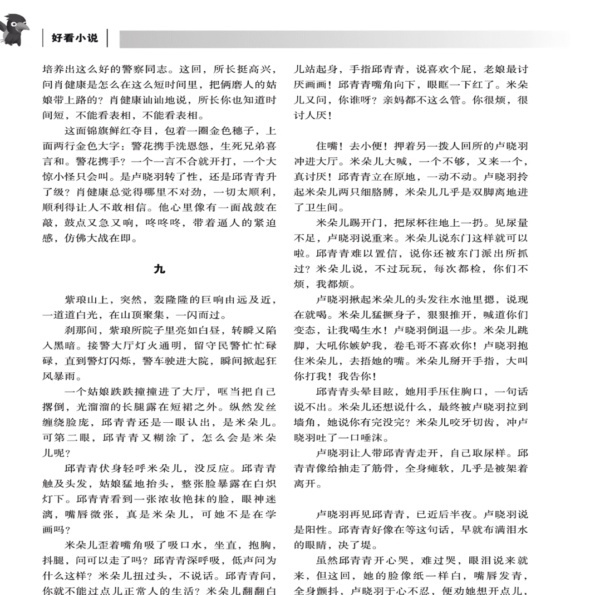 好看小说
培养出这么好的警察同志。这回，所长挺高兴，
问肖健康是怎么在这么短时间里，把俩磨人的姑
娘带上路的？肖健康讪讪地说，所长你也知道时
间短，不能看表相，不能看表相。
这面锦旗鲜红夺目，包着一圈金色穗子，上
面两行金色大字：警花携手洗恩怨，生死兄弟喜
言和。警花携手？一个一言不合就开打，一个大
惊小怪只会叫。是卢晓羽转了性，还是邱青青升
了级？肖健康总觉得哪里不对劲，一切太顺利，
顺利得让人不敢相信。他心里像有一面战鼓在
敲，鼓点又急又响，咚咚咚，带着逼人的紧迫
感，仿佛大战在即。
九
紫琅山上，突然，轰隆隆的巨响由远及近，
一道道白光，在山顶聚集，一闪而过。
刹那间，紫琅所院子里亮如白昼，转瞬又陷
入黑暗。接警大厅灯火通明，留守民警忙忙碌
碌，直到警灯闪烁，警车驶进大院，瞬间掀起狂
风暴雨。
一个姑娘跌跌撞撞进了大厅，哐当把自己
撂倒，光溜溜的长腿露在短裙之外。纵然发丝
缠绕脸庞，邱青青还是一眼认出，是米朵儿。
可第二眼，邱青青又糊涂了，怎么会是米朵
儿呢？
邱青青伏身轻呼米朵儿，没反应。邱青青
触及头发，姑娘猛地抬头，整张脸暴露在白炽
灯下。邱青青看到一张浓妆艳抹的脸，眼神迷
离，嘴唇微张，真是米朵儿，可她不是在学
画吗？
米朵儿歪着嘴角吸了吸口水，坐直，抱胸，
抖腿，问可以走了吗？邱青青深呼吸，低声问为
什么这样？米朵儿扭过头，不说话。邱青青问，
你就不能过点儿正常人的生活？米朵儿翻翻白
儿站起身，手指邱青青，说喜欢个屁，老娘最讨
厌画画！邱青青嘴角向下，眼眶一下红了。米朵
儿又问，你谁呀？亲妈都不这么管。你很烦，很
讨人厌！
住嘴！去小便！押着另一拨人回所的卢晓羽
冲进大厅。米朵儿大喊，一个不够，又来一个，
真讨厌！邱青青立在原地，一动不动。卢晓羽拎
起米朵儿两只细胳膊，米朵儿几乎是双脚离地进
了卫生间。
米朵儿踢开门，把尿杯往地上一扔。见尿量
不足，卢晓羽说重来。米朵儿说东门这样就可以
啦。邱青青难以置信，说你还被东门派出所抓
过？米朵儿说，不过玩玩，每次都检，你们不
烦，我都烦。
卢晓羽揪起米朵儿的头发往水池里摁，说现
在就喝。米朵儿猛撅身子，狠狠推开，喊道你们
变态，让我喝生水！卢晓羽倒退一步。米朵儿跳
脚，大吼你嫉妒我，卷毛哥不喜欢你！卢晓羽抱
住米朵儿，去捂她的嘴。米朵儿掰开手指，大叫
你打我！我告你！
邱青青头晕目眩，她用手压住胸口，一句话
说不出。米朵儿还想说什么，最终被卢晓羽拉到
墙角，她说你有完没完？米朵儿咬牙切齿，冲卢
晓羽吐了一口唾沫。
卢晓羽让人带邱青青走开，自己取尿样。邱
青青像给抽走了筋骨，全身瘫软，几乎是被架着
离开。
卢晓羽再见邱青青，已近后半夜。卢晓羽说
是阳性。邱青青好像在等这句话，早就布满泪水
的眼睛，决了堤。
虽然邱青青开心哭，难过哭，眼泪说来就
来，但这回，她的脸像纸一样白，嘴唇发青，
全身颤抖，卢晓羽于心不忍，便劝她想开点儿，